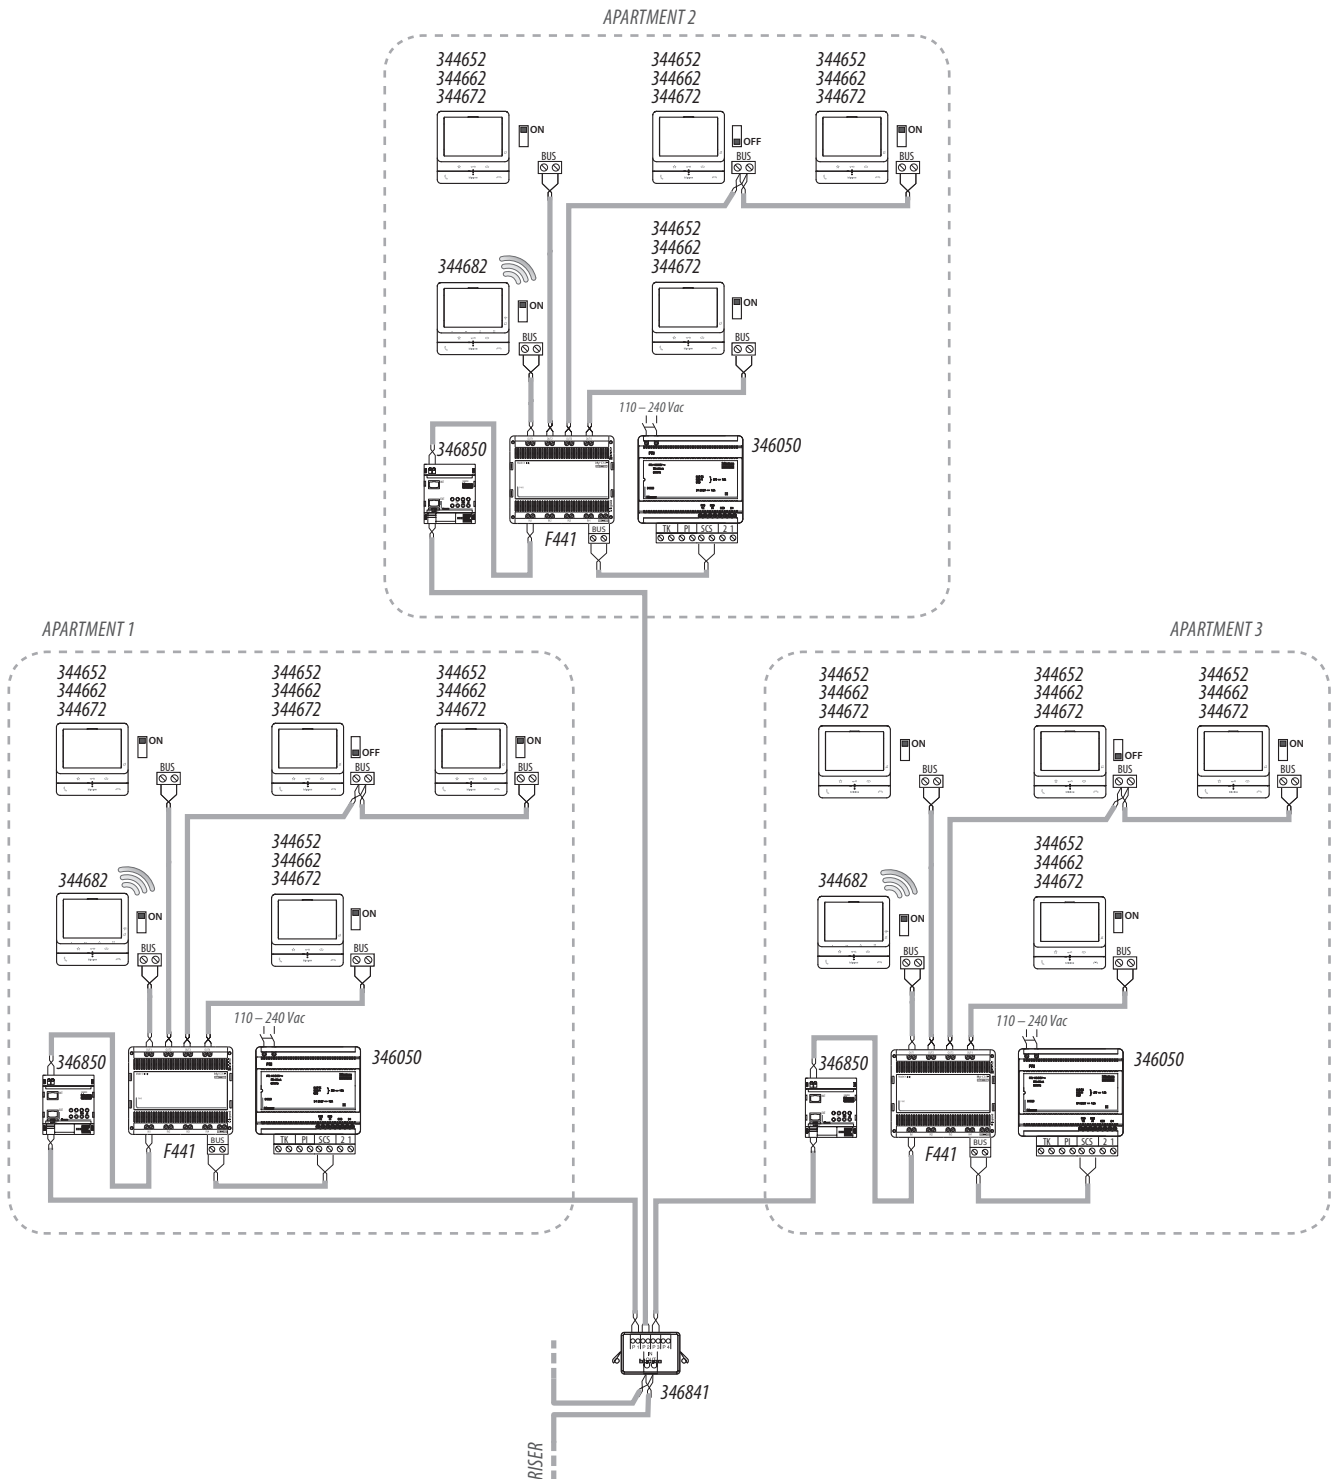 APARTMENT 2
344652
344662
344672
ON
BUS
344652
344662
344672
OFF
BUS
344652
344662
344672
ON
BUS
344682
ON
BUS
344652
344662
344672
ON
BUS
110 – 240 Vac
346850
F441
BUS
346050
TK PI SCS 2 1
APARTMENT 1
344652
344662
344672
ON
BUS
344652
344662
344672
OFF
BUS
344652
344662
344672
ON
BUS
344682
ON
BUS
344652
344662
344672
ON
BUS
110 – 240 Vac
346850
F441
BUS
346050
TK PI SCS 2 1
APARTMENT 3
344652
344662
344672
ON
BUS
344652
344662
344672
OFF
BUS
344652
344662
344672
ON
BUS
344682
ON
BUS
344652
344662
344672
ON
BUS
110 – 240 Vac
346850
F441
BUS
346050
TK PI SCS 2 1
P 1 P 2 P 3 P 4
IN
346841
RISER